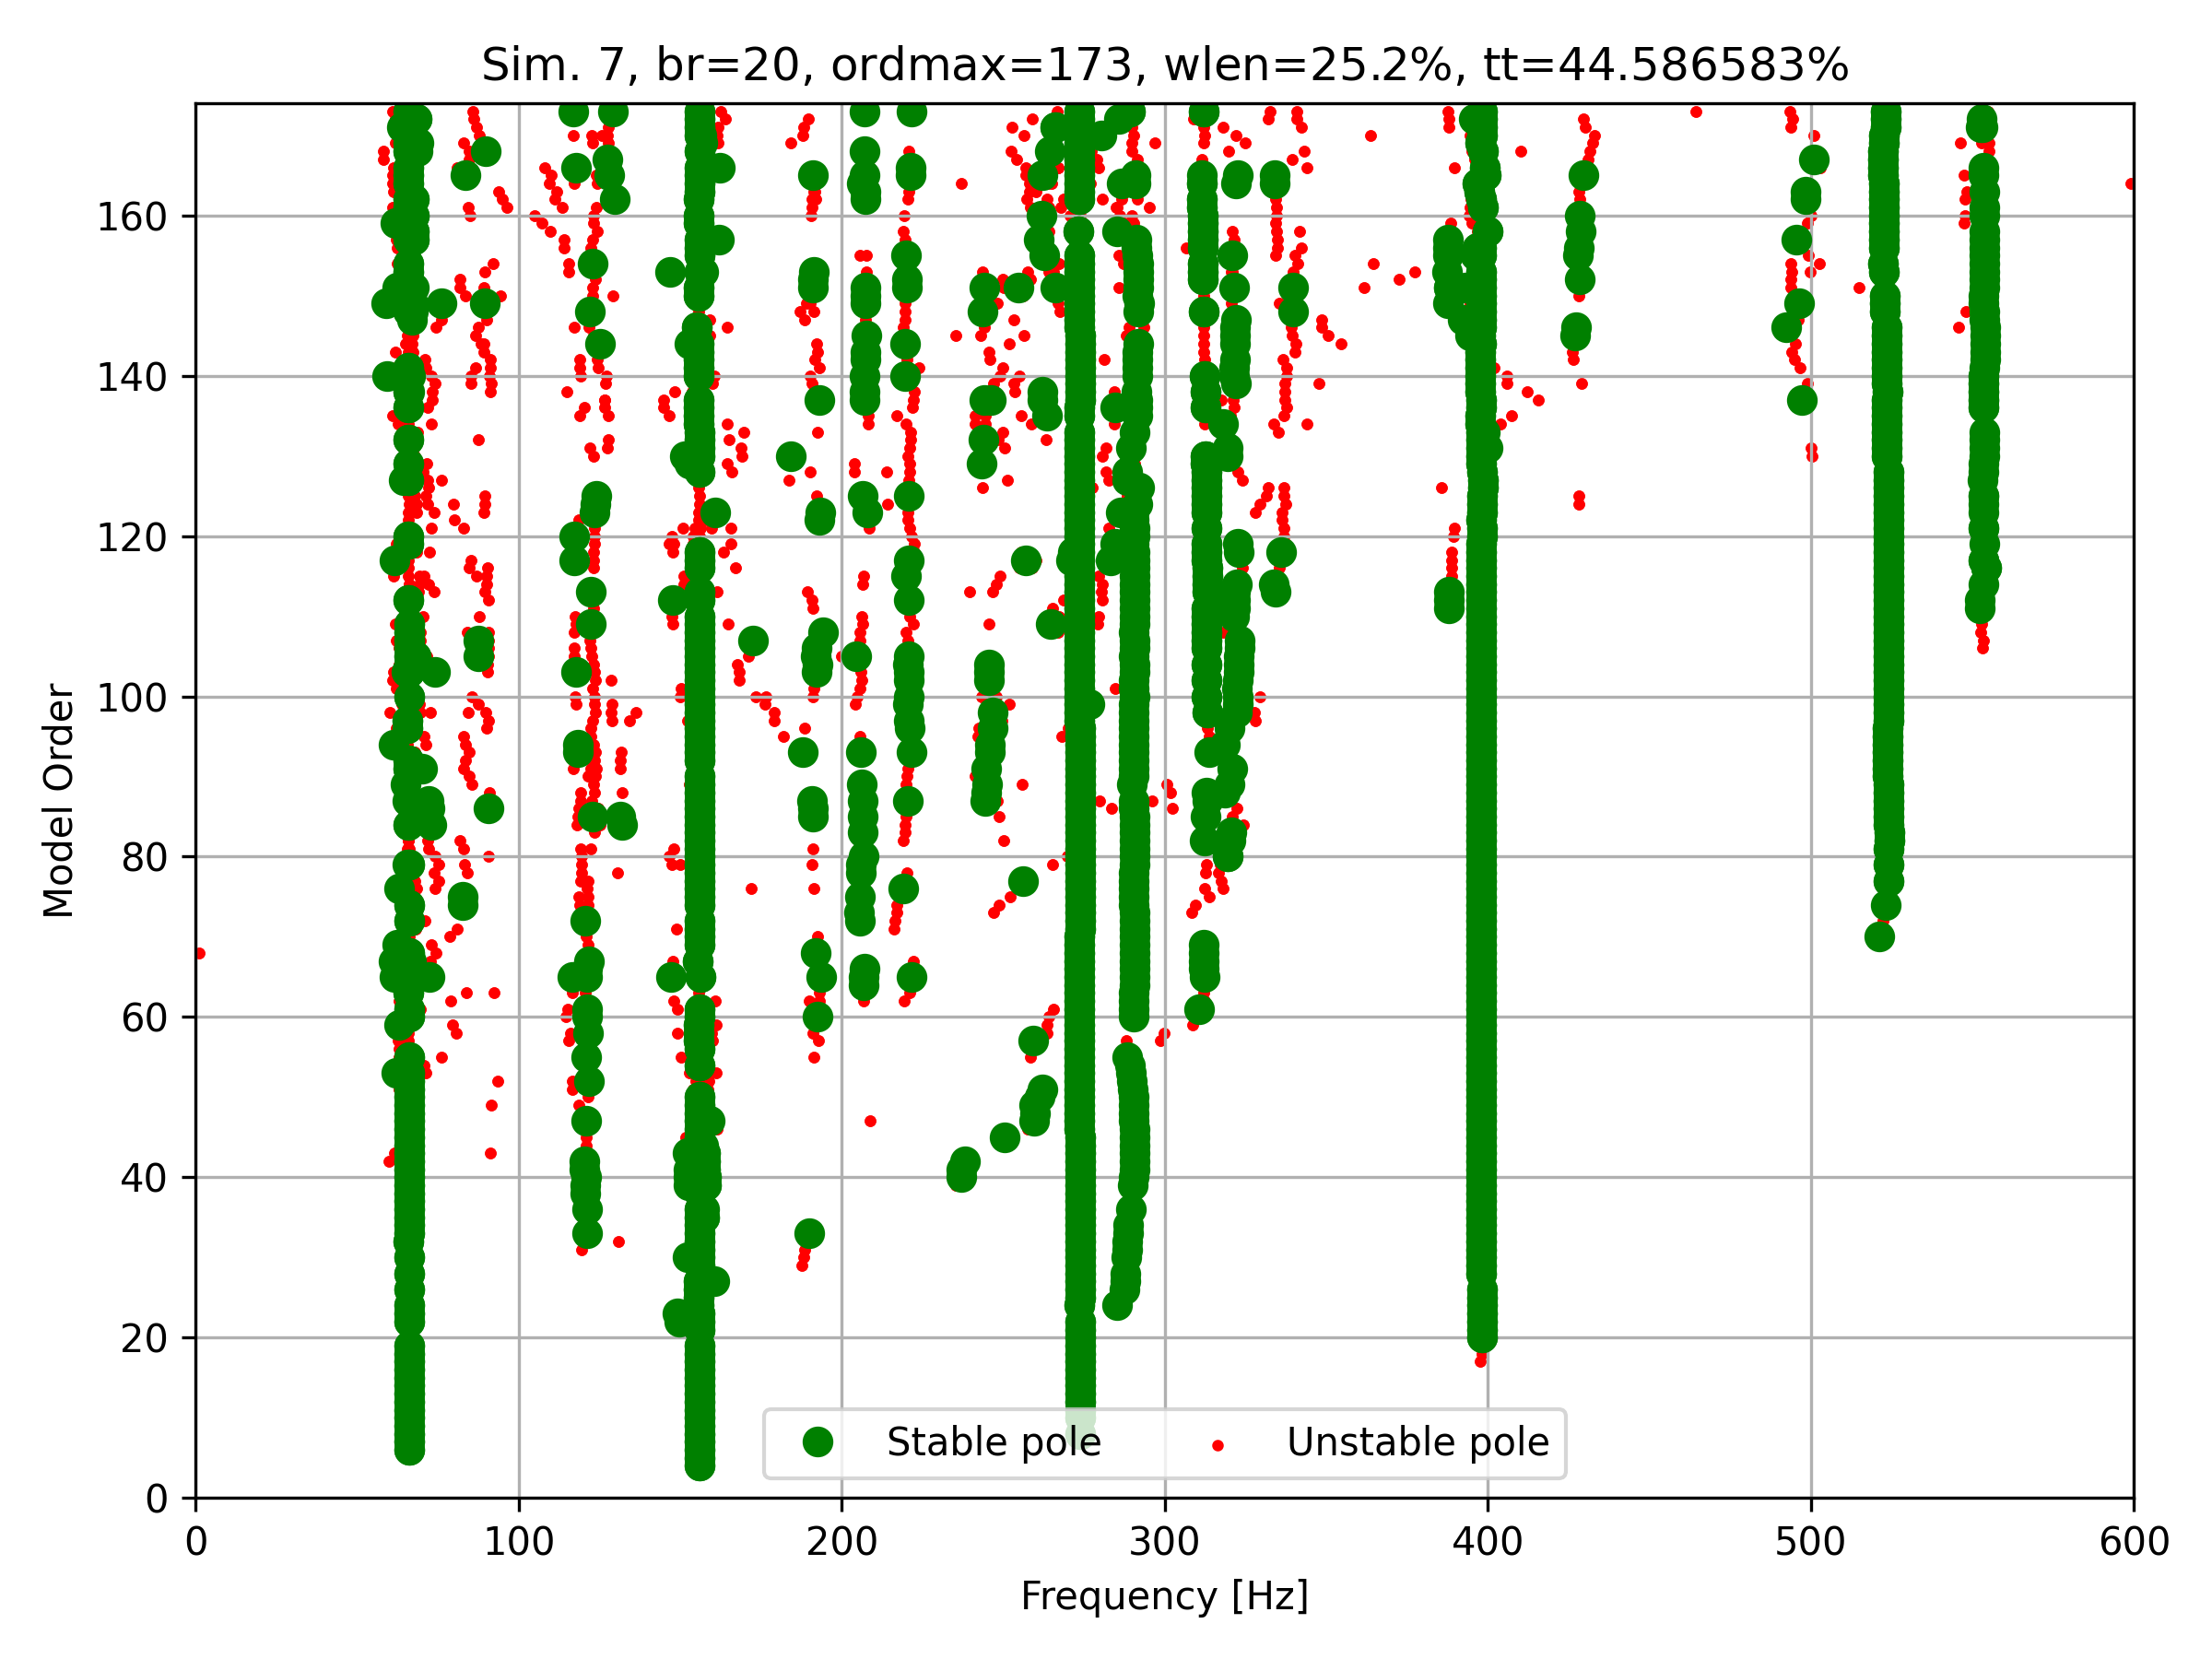 Sim. 7, br=20, ordmax=173, wlen=25.2%, tt=44.586583%
Model Order
160
140
120
100
80
60
40
20
0
Stable pole
Unstable pole
0 100 200 300 400 500 600
Frequency [Hz]